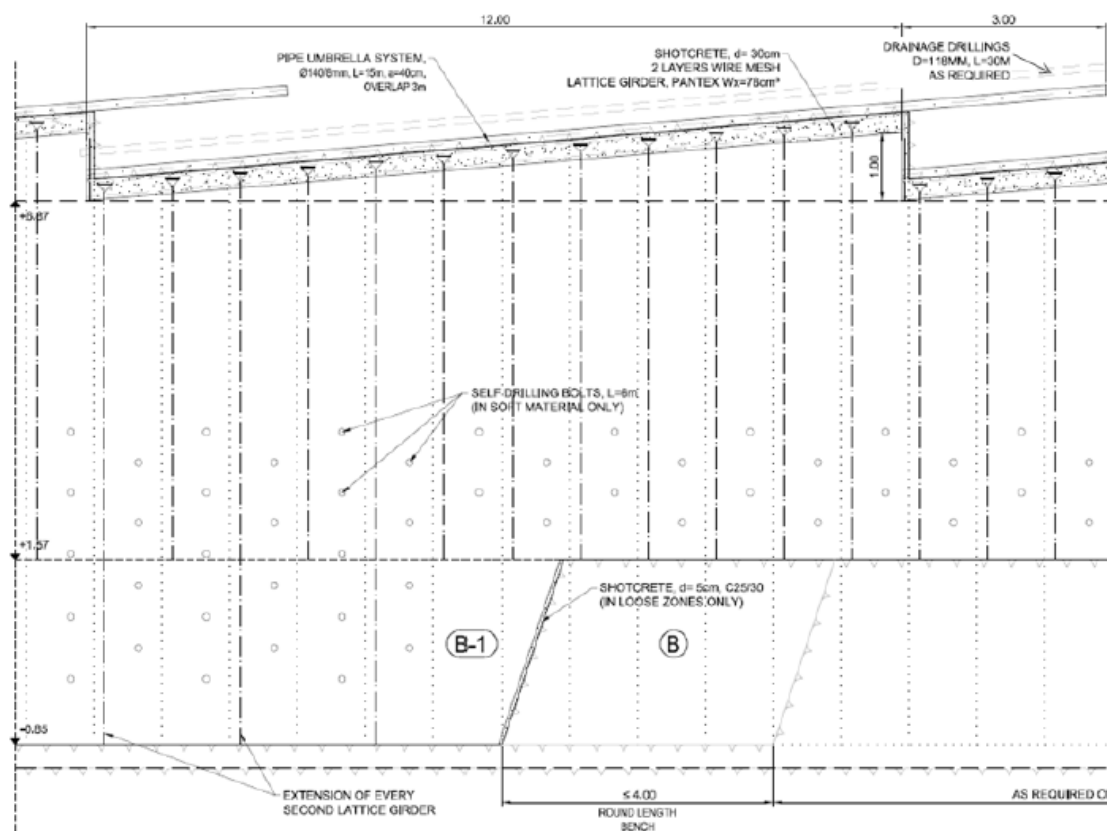 12.00
3.00
PIPE UMBRELLA SYSTEM,
Ø140/8mm, L=15m, a=40cm,
OVERLAP 3m
SHOTCRETE, d= 30cm
2 LAYERS WIRE MESH
LATTICE GIRDER, PANTEX Wx=76cm³
DRAINAGE DRILLINGS
D=118MM, L=30M
AS REQUIRED
1.00
SELF-DRILLING BOLTS, L=6m
(IN SOFT MATERIAL ONLY)
+1.57
SHOTCRETE, d= 5cm, C25/30
(IN LOOSE ZONES ONLY)
B-1
B
-0.85
EXTENSION OF EVERY
SECOND LATTICE GIRDER
≤ 4.00
ROUND LENGTH
BENCH
AS REQUIRED